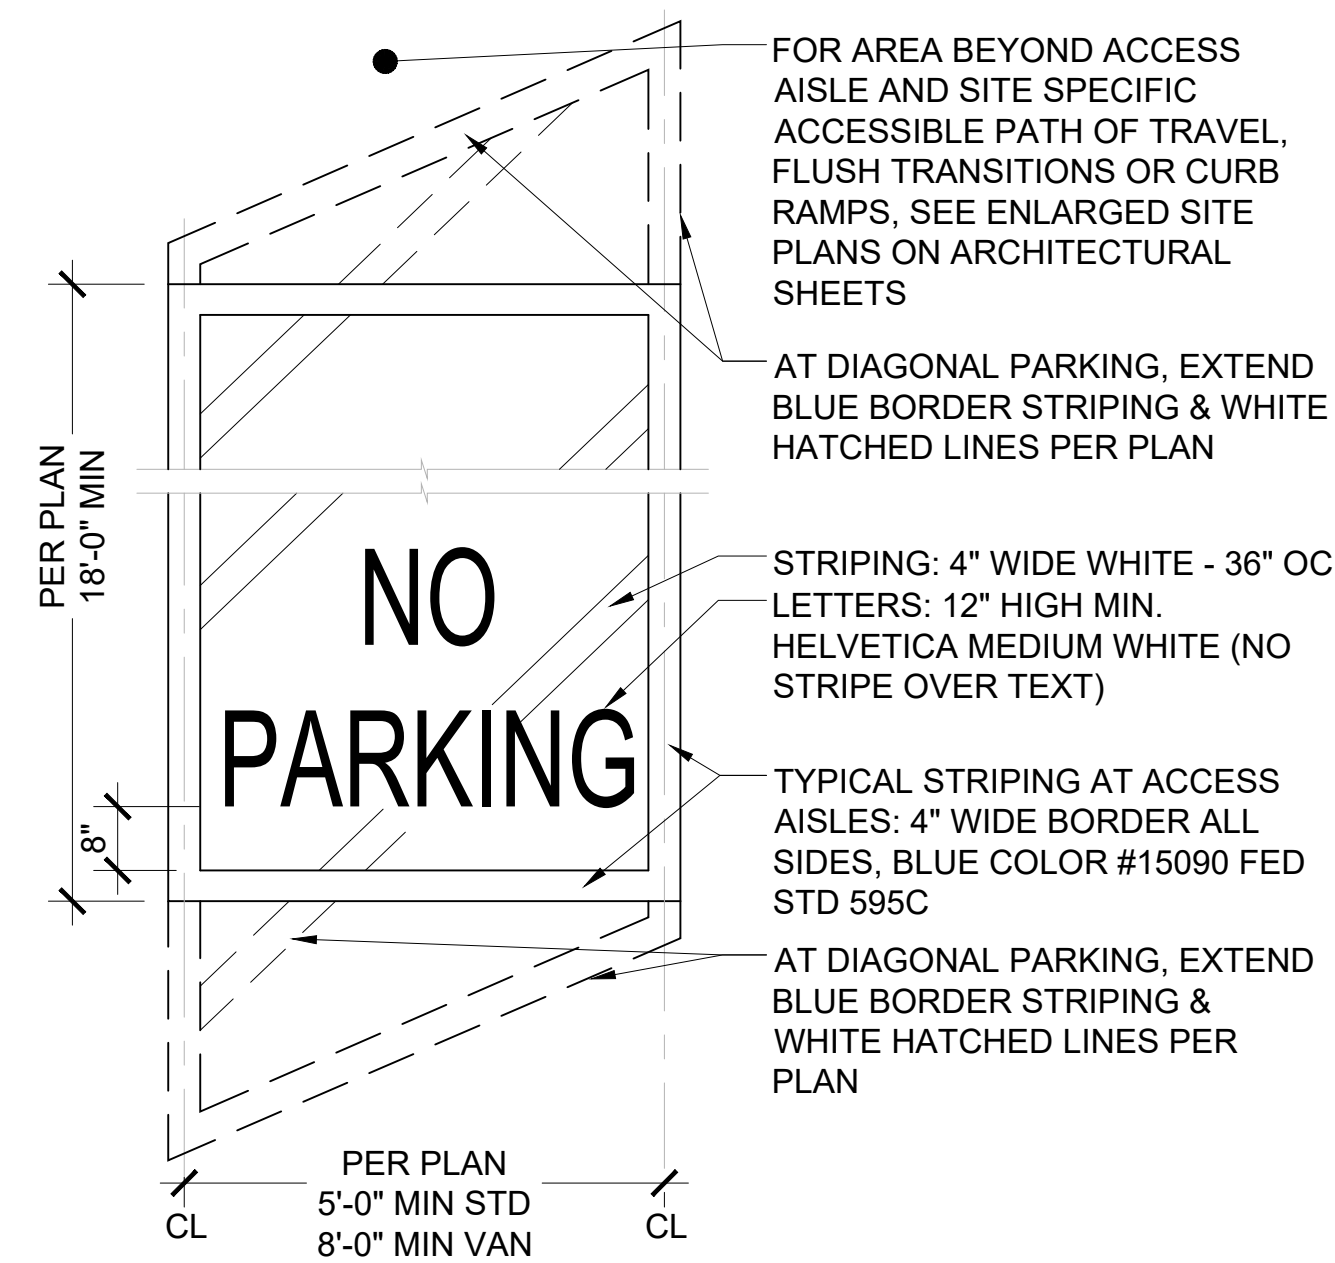 FOR AREA BEYOND ACCESS
AISLE AND SITE SPECIFIC
ACCESSIBLE PATH OF TRAVEL,
FLUSH TRANSITIONS OR CURB
RAMPS, SEE ENLARGED SITE
PLANS ON ARCHITECTURAL
SHEETS
AT DIAGONAL PARKING, EXTEND
BLUE BORDER STRIPING & WHITE
HATCHED LINES PER PLAN
PER PLAN
18'-0" MIN
NO
PARKING
STRIPING: 4" WIDE WHITE - 36" OC
LETTERS: 12" HIGH MIN.
HELVETICA MEDIUM WHITE (NO
STRIPE OVER TEXT)
TYPICAL STRIPING AT ACCESS
AISLES: 4" WIDE BORDER ALL
SIDES, BLUE COLOR #15090 FED
STD 595C
8"
AT DIAGONAL PARKING, EXTEND
BLUE BORDER STRIPING &
WHITE HATCHED LINES PER
PLAN
PER PLAN
5'-0" MIN STD
8'-0" MIN VAN
CL
CL